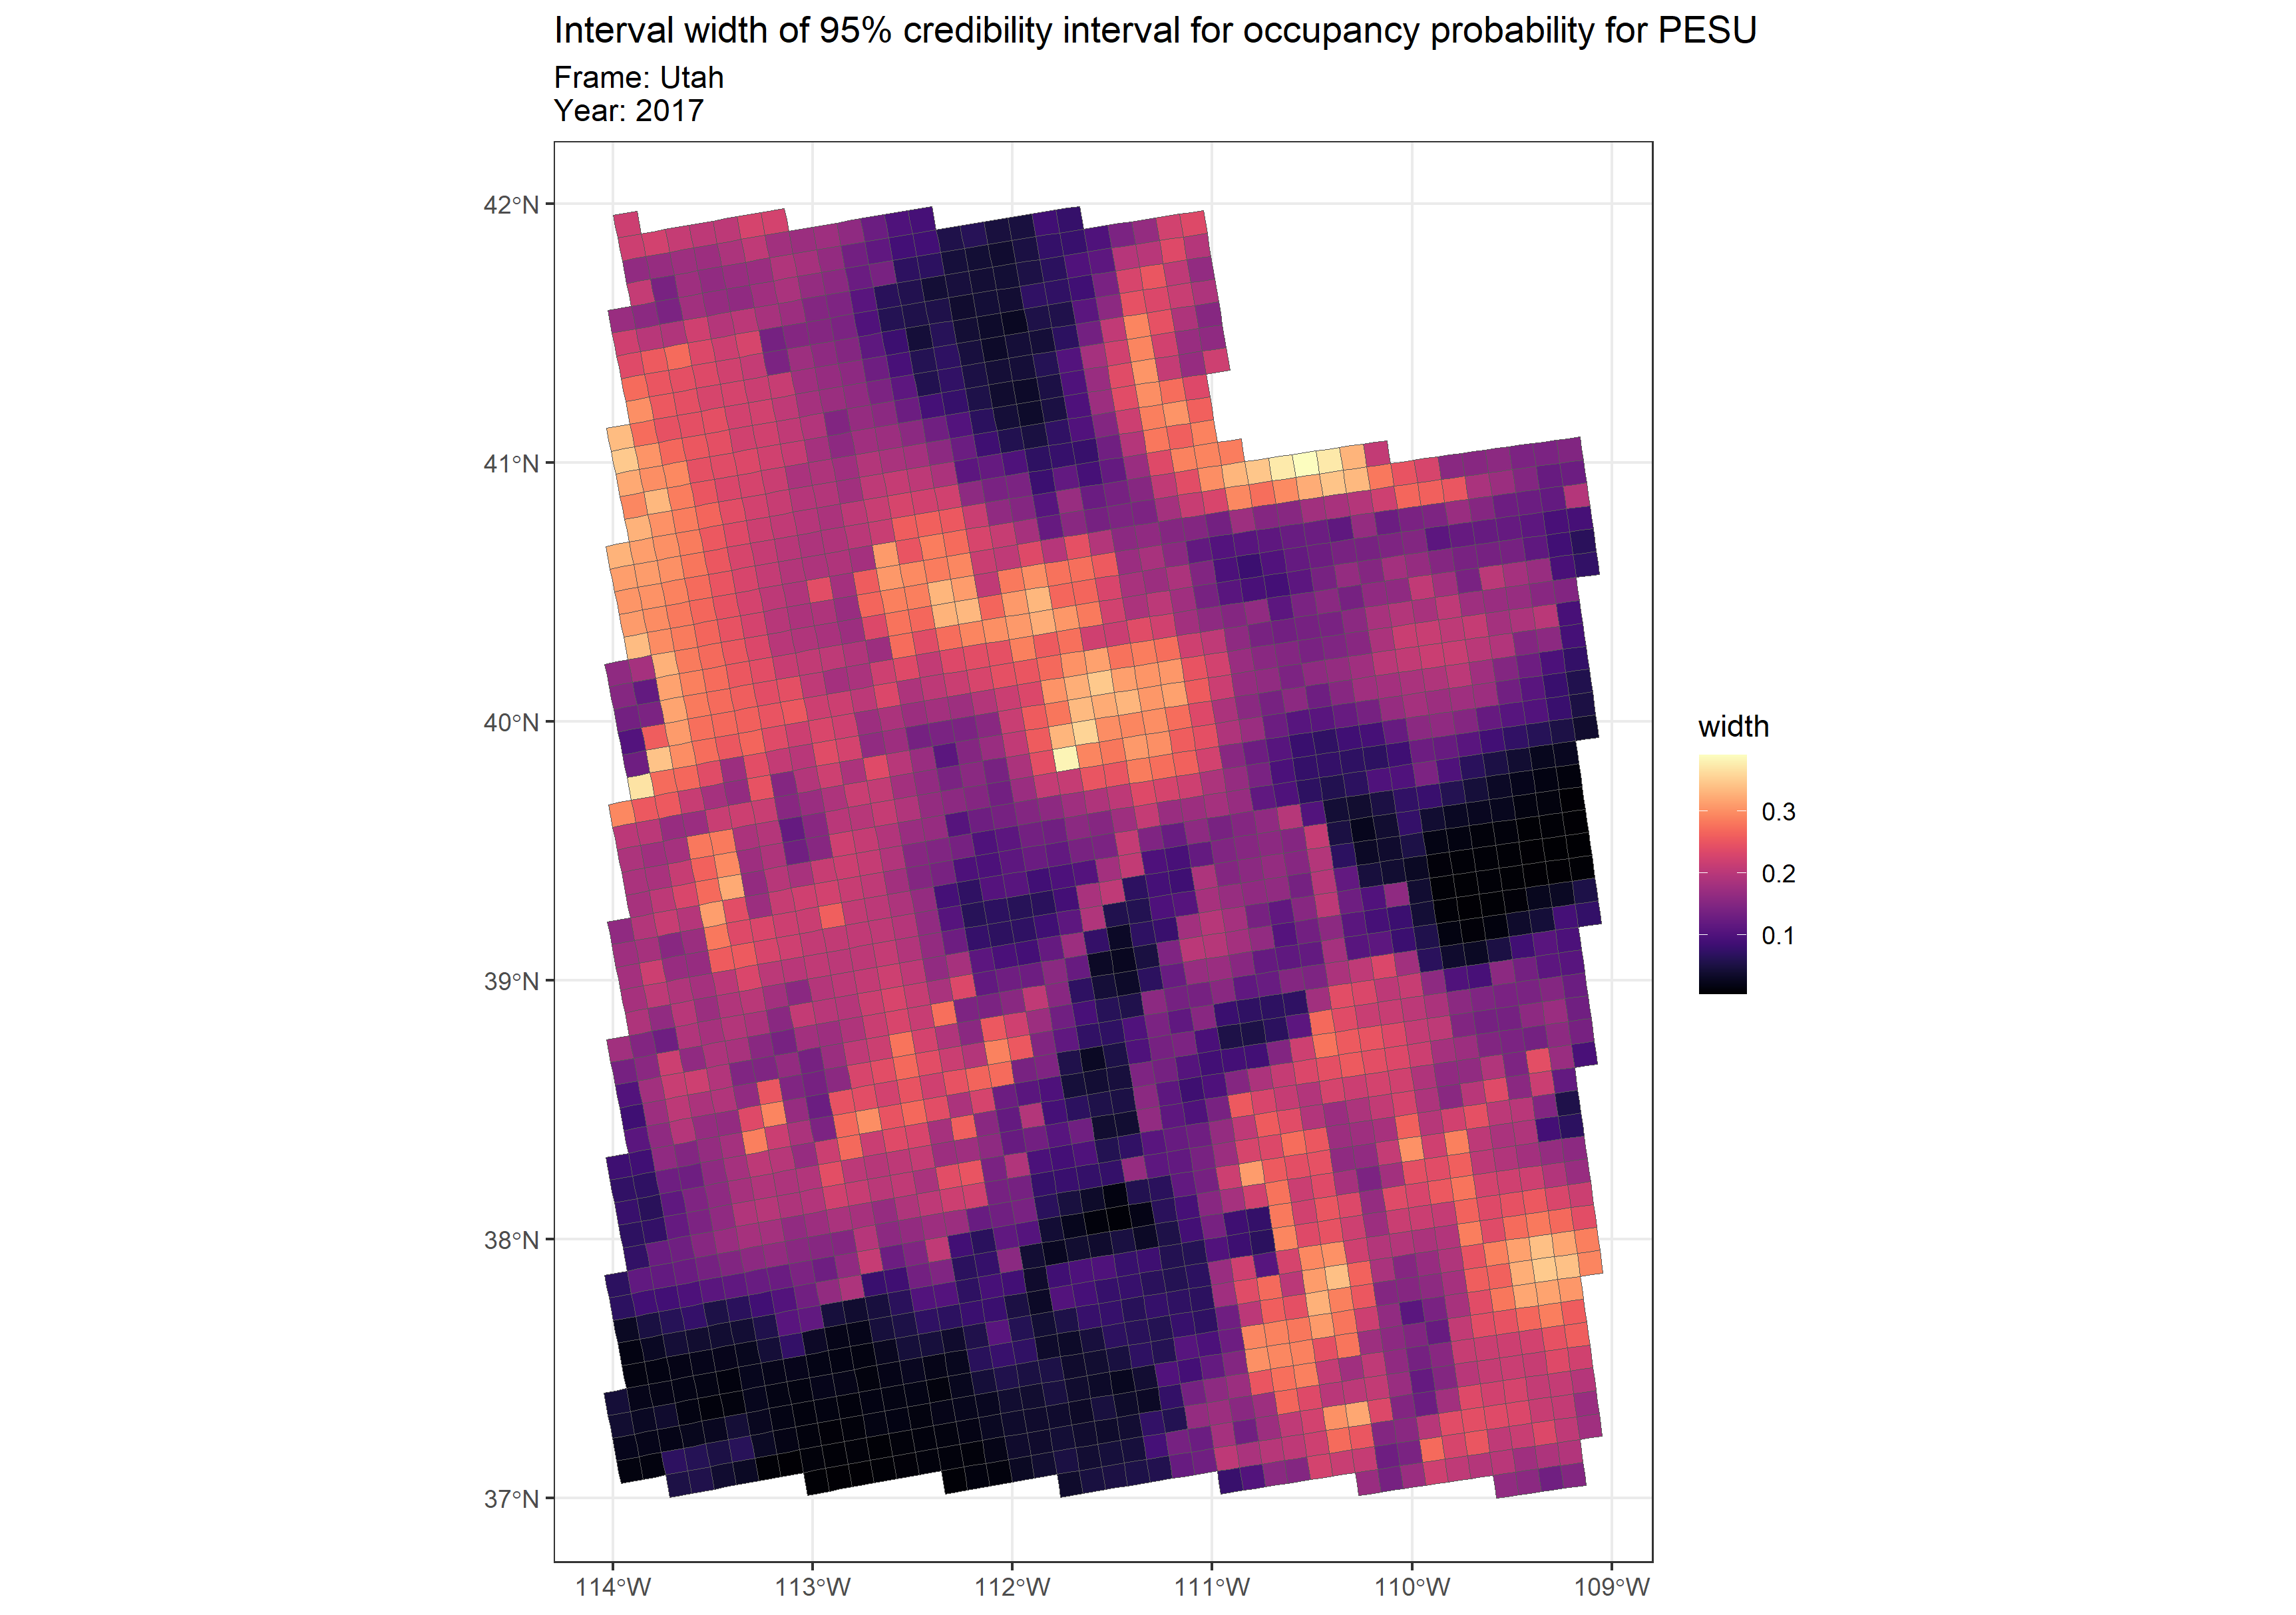 Interval width of 95% credibility interval for occupancy probability for PESU
Frame: Utah
Year: 2017
42°N
41°N
40°N
39°N
38°N
37°N
114°W
113°W
112°W
111°W
110°W
109°W
width
0.3
0.2
0.1